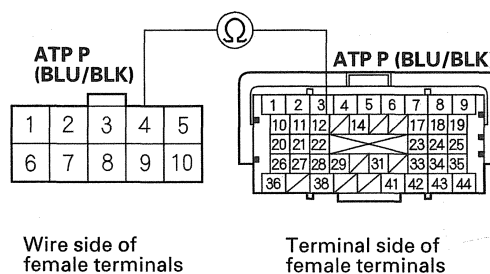 Ω
ATP P
(BLU/BLK)
ATP P (BLU/BLK
1 2 3 4 5
6 7 8 9 10
1 2 3 4 5 6 7 8 9
10 11 12 14 17 18 19
20 21 22 23 24 25
26 27 28 29 31 33 34 35
36 38 41 42 43 44
Wire side of
female terminals
Terminal side of
female terminals